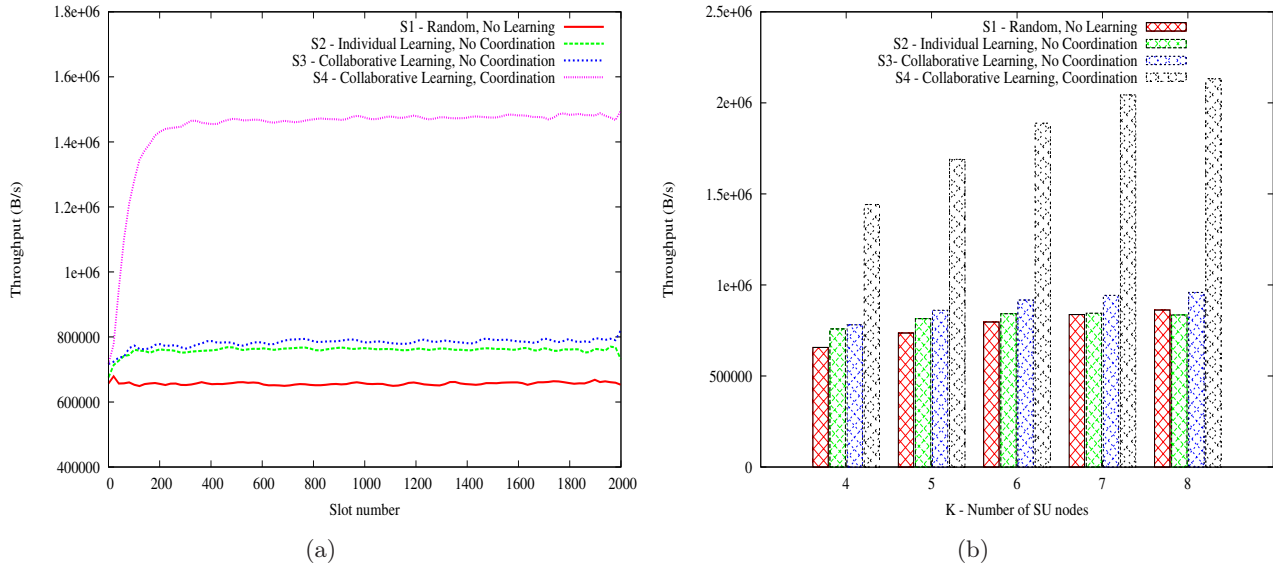 Throughput (B/s)
1.8e+06
1.6e+06
1.4e+06
1.2e+06
1e+06
800000
600000
400000
S1 - Random, No Learning
S2 - Individual Learning, No Coordination
S3 - Collaborative Learning, No Coordination
S4 - Collaborative Learning, Coordination
0 200 400 600 800 1000 1200 1400 1600 1800 2000
Slot number
(a)
Throughput (B/s)
2.5e+06
2e+06
1.5e+06
1e+06
500000
0
S1 - Random, No Learning
S2 - Individual Learning, No Coordination
S3- Collaborative Learning, No Coordination
S4 - Collaborative Learning, Coordination
4 5 6 7 8
K - Number of SU nodes
(b)